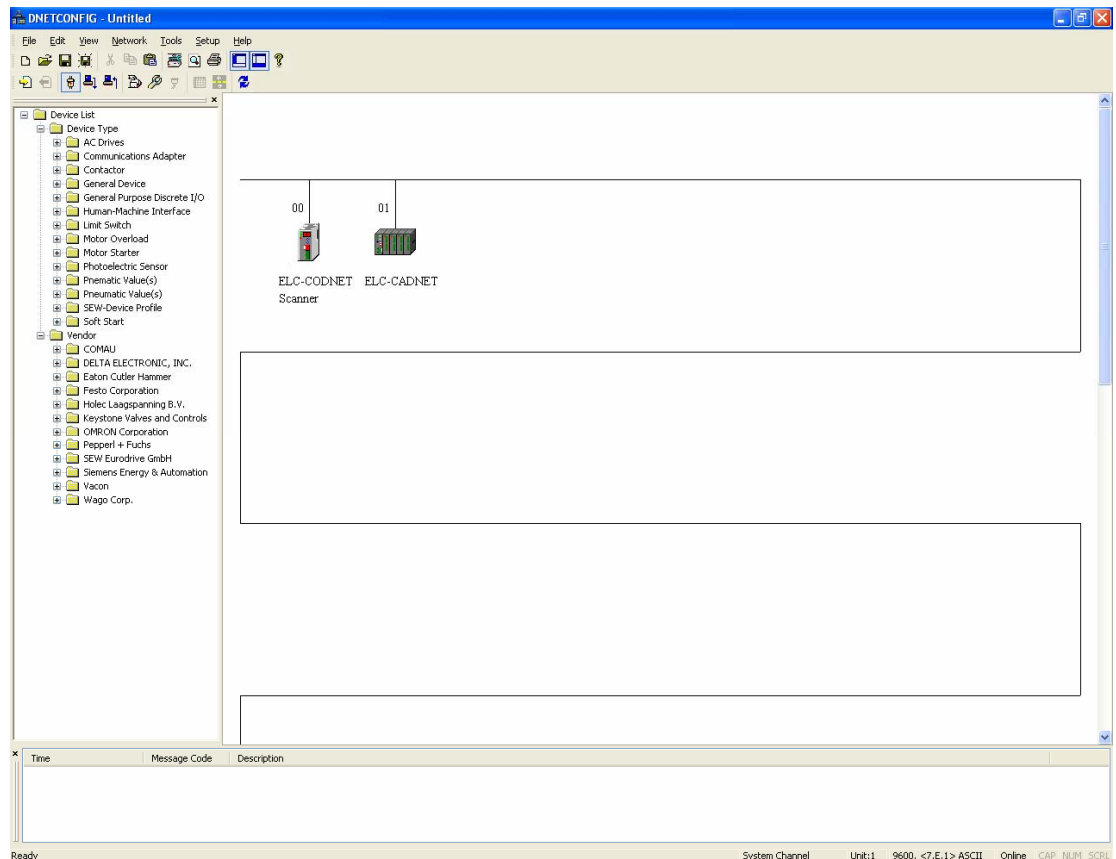 DNETCONFIG - Untitled
File Edit View Network Tools Setup Help
Device List
Device Type
AC Drives
Communications Adapter
Contactor
General Device
General Purpose Discrete I/O
Human-Machine Interface
Limit Switch
Motor Overload
Motor Starter
Photoelectric Sensor
Pnematic Value(s)
Pneumatic Value(s)
SEW-Device Profile
Soft Start
Vendor
COMAU
DELTA ELECTRONIC, INC.
Eaton Cutler Hammer
Festo Corporation
Holec Laagspanning B.V.
Keystone Valves and Controls
OMRON Corporation
Pepperl + Fuchs
SEW Eurodrive GmbH
Siemens Energy & Automation
Vacon
Wago Corp.
00 01
ELC-CODNET ELC-CADNET
Scanner
Time Message Code Description
Ready System Channel Unit:1 9600, <7,E,1> ASCII Online CAP NUM SCRL